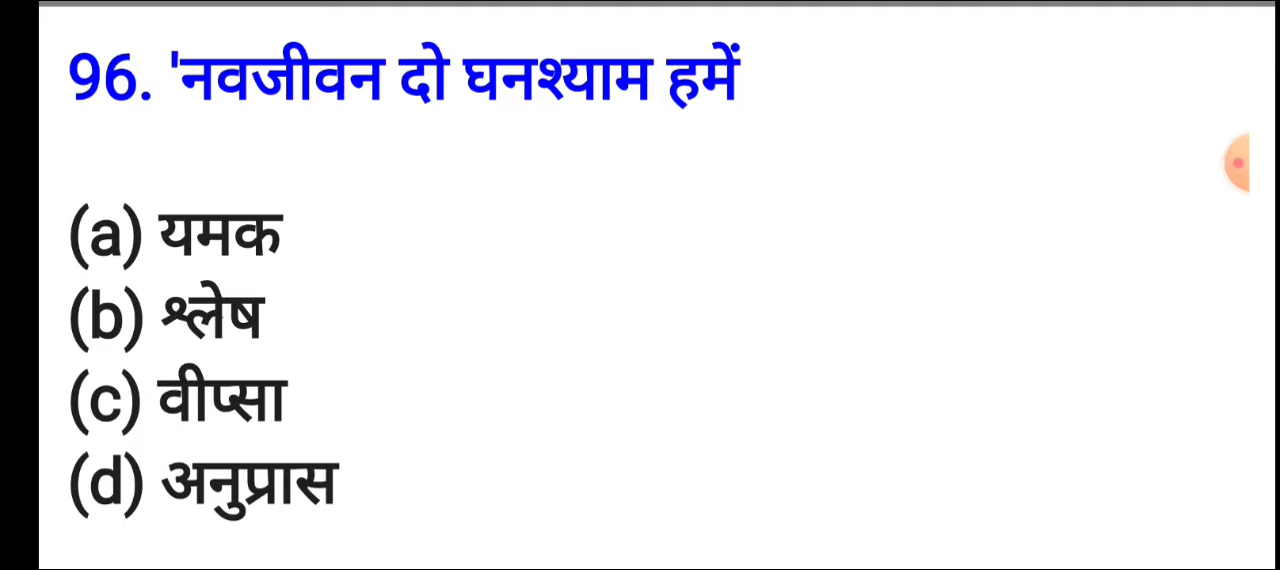 96. 'नवजीवन दो घनश्याम हमें
(a) यमक
(b) श्लेष
(c) वीप्सा
(d) अनुप्रास